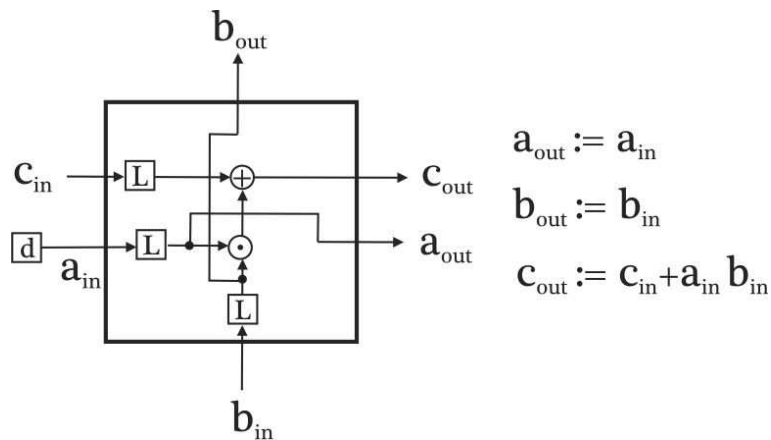 b_out
c_in L + c_out
a_out := a_in
b_out := b_in
c_out := c_in+a_in b_in
d L · a_out
a_in
L
b_in